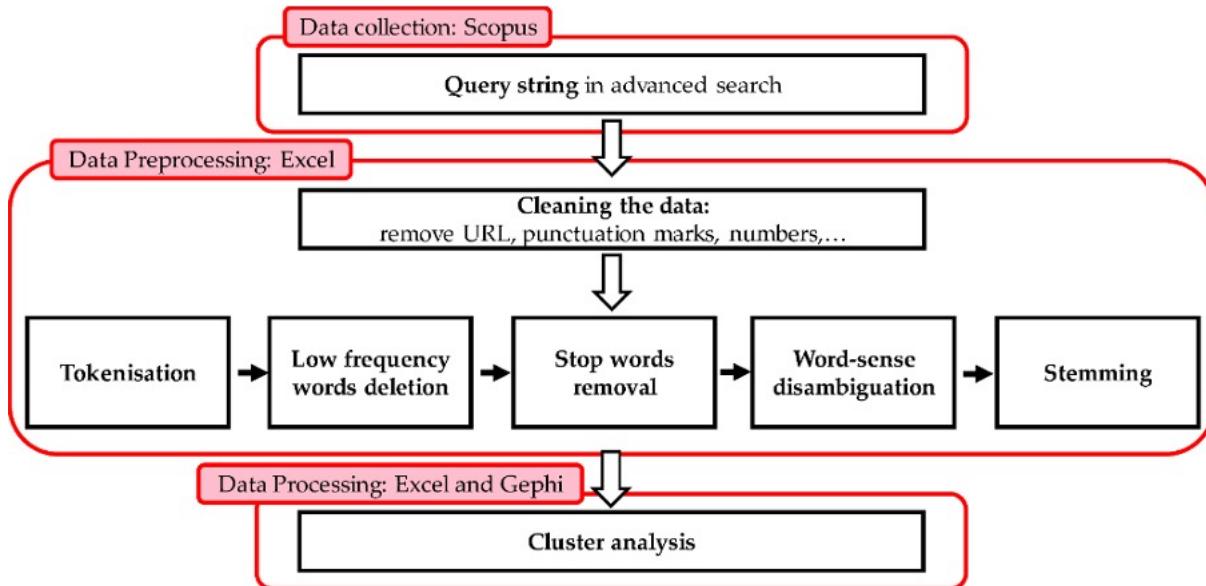 Data collection: Scopus
Query string in advanced search
Data Preprocessing: Excel
Cleaning the data:
remove URL, punctuation marks, numbers,...
Tokenisation
Low frequency
words deletion
Stop words
removal
Word-sense
disambiguation
Stemming
Data Processing: Excel and Gephi
Cluster analysis